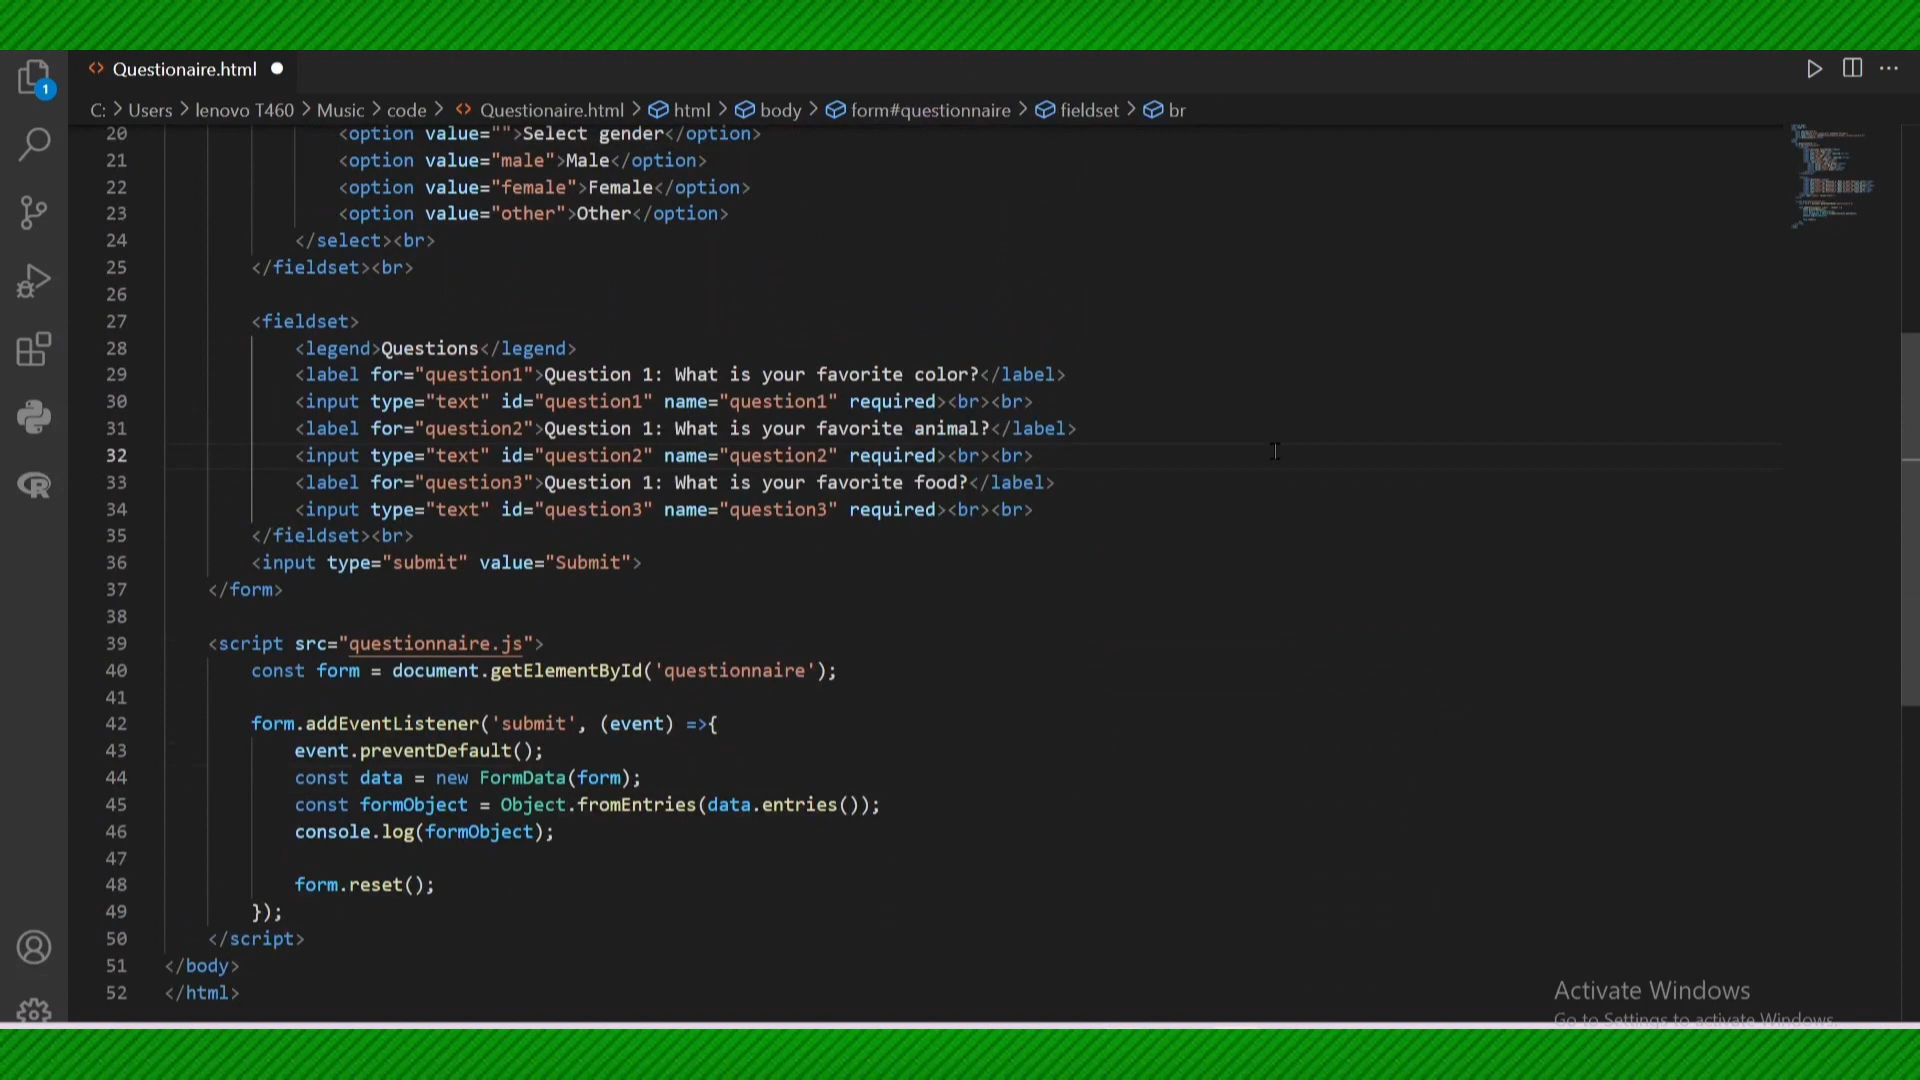 Questionaire.html
1
C: > Users > lenovo T460 > Music > code > Questionaire.html > html > body > form#questionnaire > fieldset > br
20 <option value="">Select gender</option>
21 <option value="male">Male</option>
22 <option value="female">Female</option>
23 <option value="other">Other</option>
24 </select><br>
25 </fieldset><br>
26
27 <fieldset>
28 <legend>Questions</legend>
29 <label for="question1">Question 1: What is your favorite color?</label>
30 <input type="text" id="question1" name="question1" required><br><br>
31 <label for="question2">Question 1: What is your favorite animal?</label>
32 <input type="text" id="question2" name="question2" required><br><br>
33 <label for="question3">Question 1: What is your favorite food?</label>
34 <input type="text" id="question3" name="question3" required><br><br>
35 </fieldset><br>
36 <input type="submit" value="Submit">
37 </form>
38
39 <script src="questionnaire.js">
40 const form = document.getElementById('questionnaire');
41
42 form.addEventListener('submit', (event) =>{
43 event.preventDefault();
44 const data = new FormData(form);
45 const formObject = Object.fromEntries(data.entries());
46 console.log(formObject);
47
48 form.reset();
49 });
50 </script>
51 </body>
52 </html>
Activate Windows
Go to Settings to activate Windows.